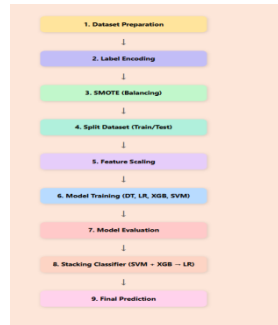 1. Dataset Preparation
↓
2. Label Encoding
↓
3. SMOTE (Balancing)
↓
4. Split Dataset (Train/Test)
↓
5. Feature Scaling
↓
6. Model Training (DT, LR, XGB, SVM)
↓
7. Model Evaluation
↓
8. Stacking Classifier (SVM + XGB → LR)
↓
9. Final Prediction